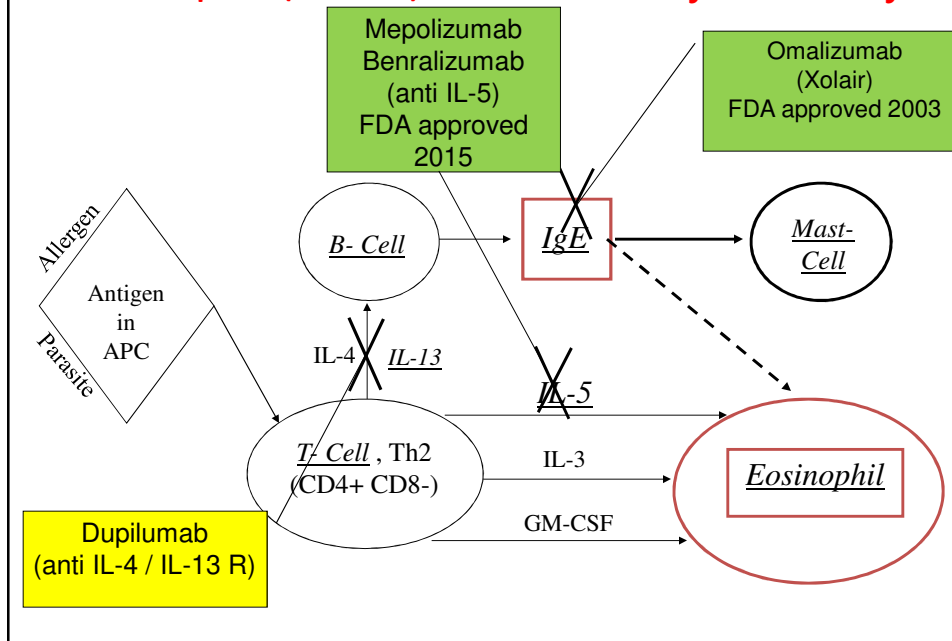 Mepolizumab
Benralizumab
(anti IL-5)
FDA approved
2015
Omalizumab
(Xolair)
FDA approved 2003
B- Cell
IgE
Mast-
Cell
Allergen
Antigen
in
APC
Parasite
IL-4
IL-13
IL-5
T- Cell , Th2
(CD4+ CD8-)
IL-3
GM-CSF
Eosinophil
Dupilumab
(anti IL-4 / IL-13 R)